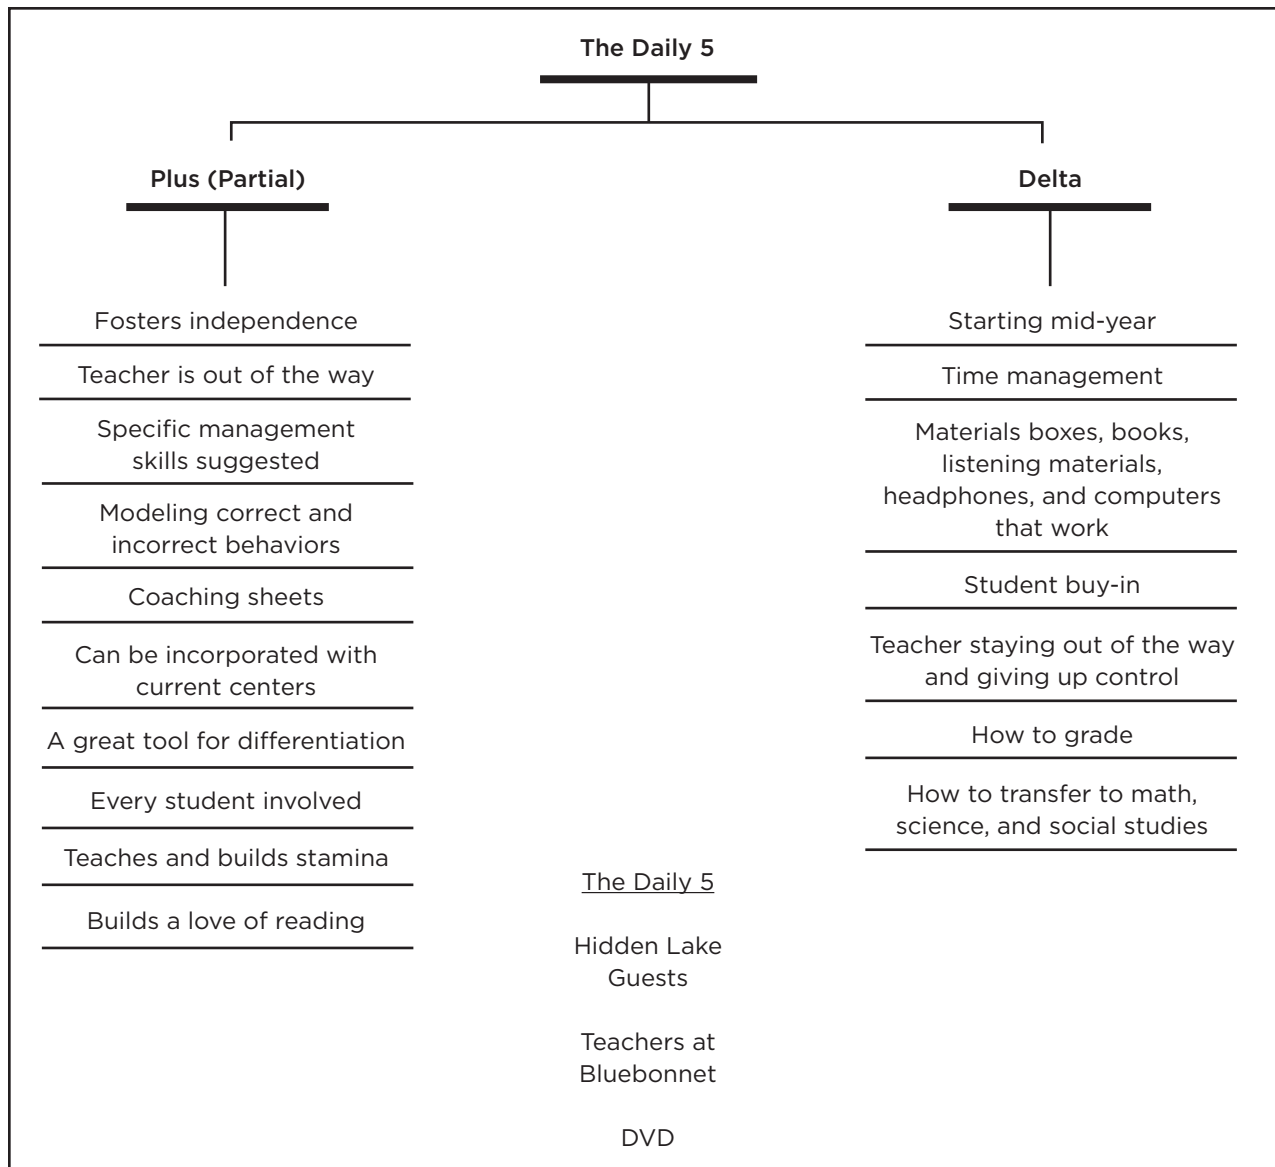 The Daily 5
Plus (Partial)
Fosters independence
Teacher is out of the way
Specific management
skills suggested
Modeling correct and
incorrect behaviors
Coaching sheets
Can be incorporated with
current centers
A great tool for differentiation
Every student involved
Teaches and builds stamina
Builds a love of reading
Delta
Starting mid-year
Time management
Materials boxes, books,
listening materials,
headphones, and computers
that work
Student buy-in
Teacher staying out of the way
and giving up control
How to grade
How to transfer to math,
science, and social studies
The Daily 5
Hidden Lake
Guests
Teachers at
Bluebonnet
DVD